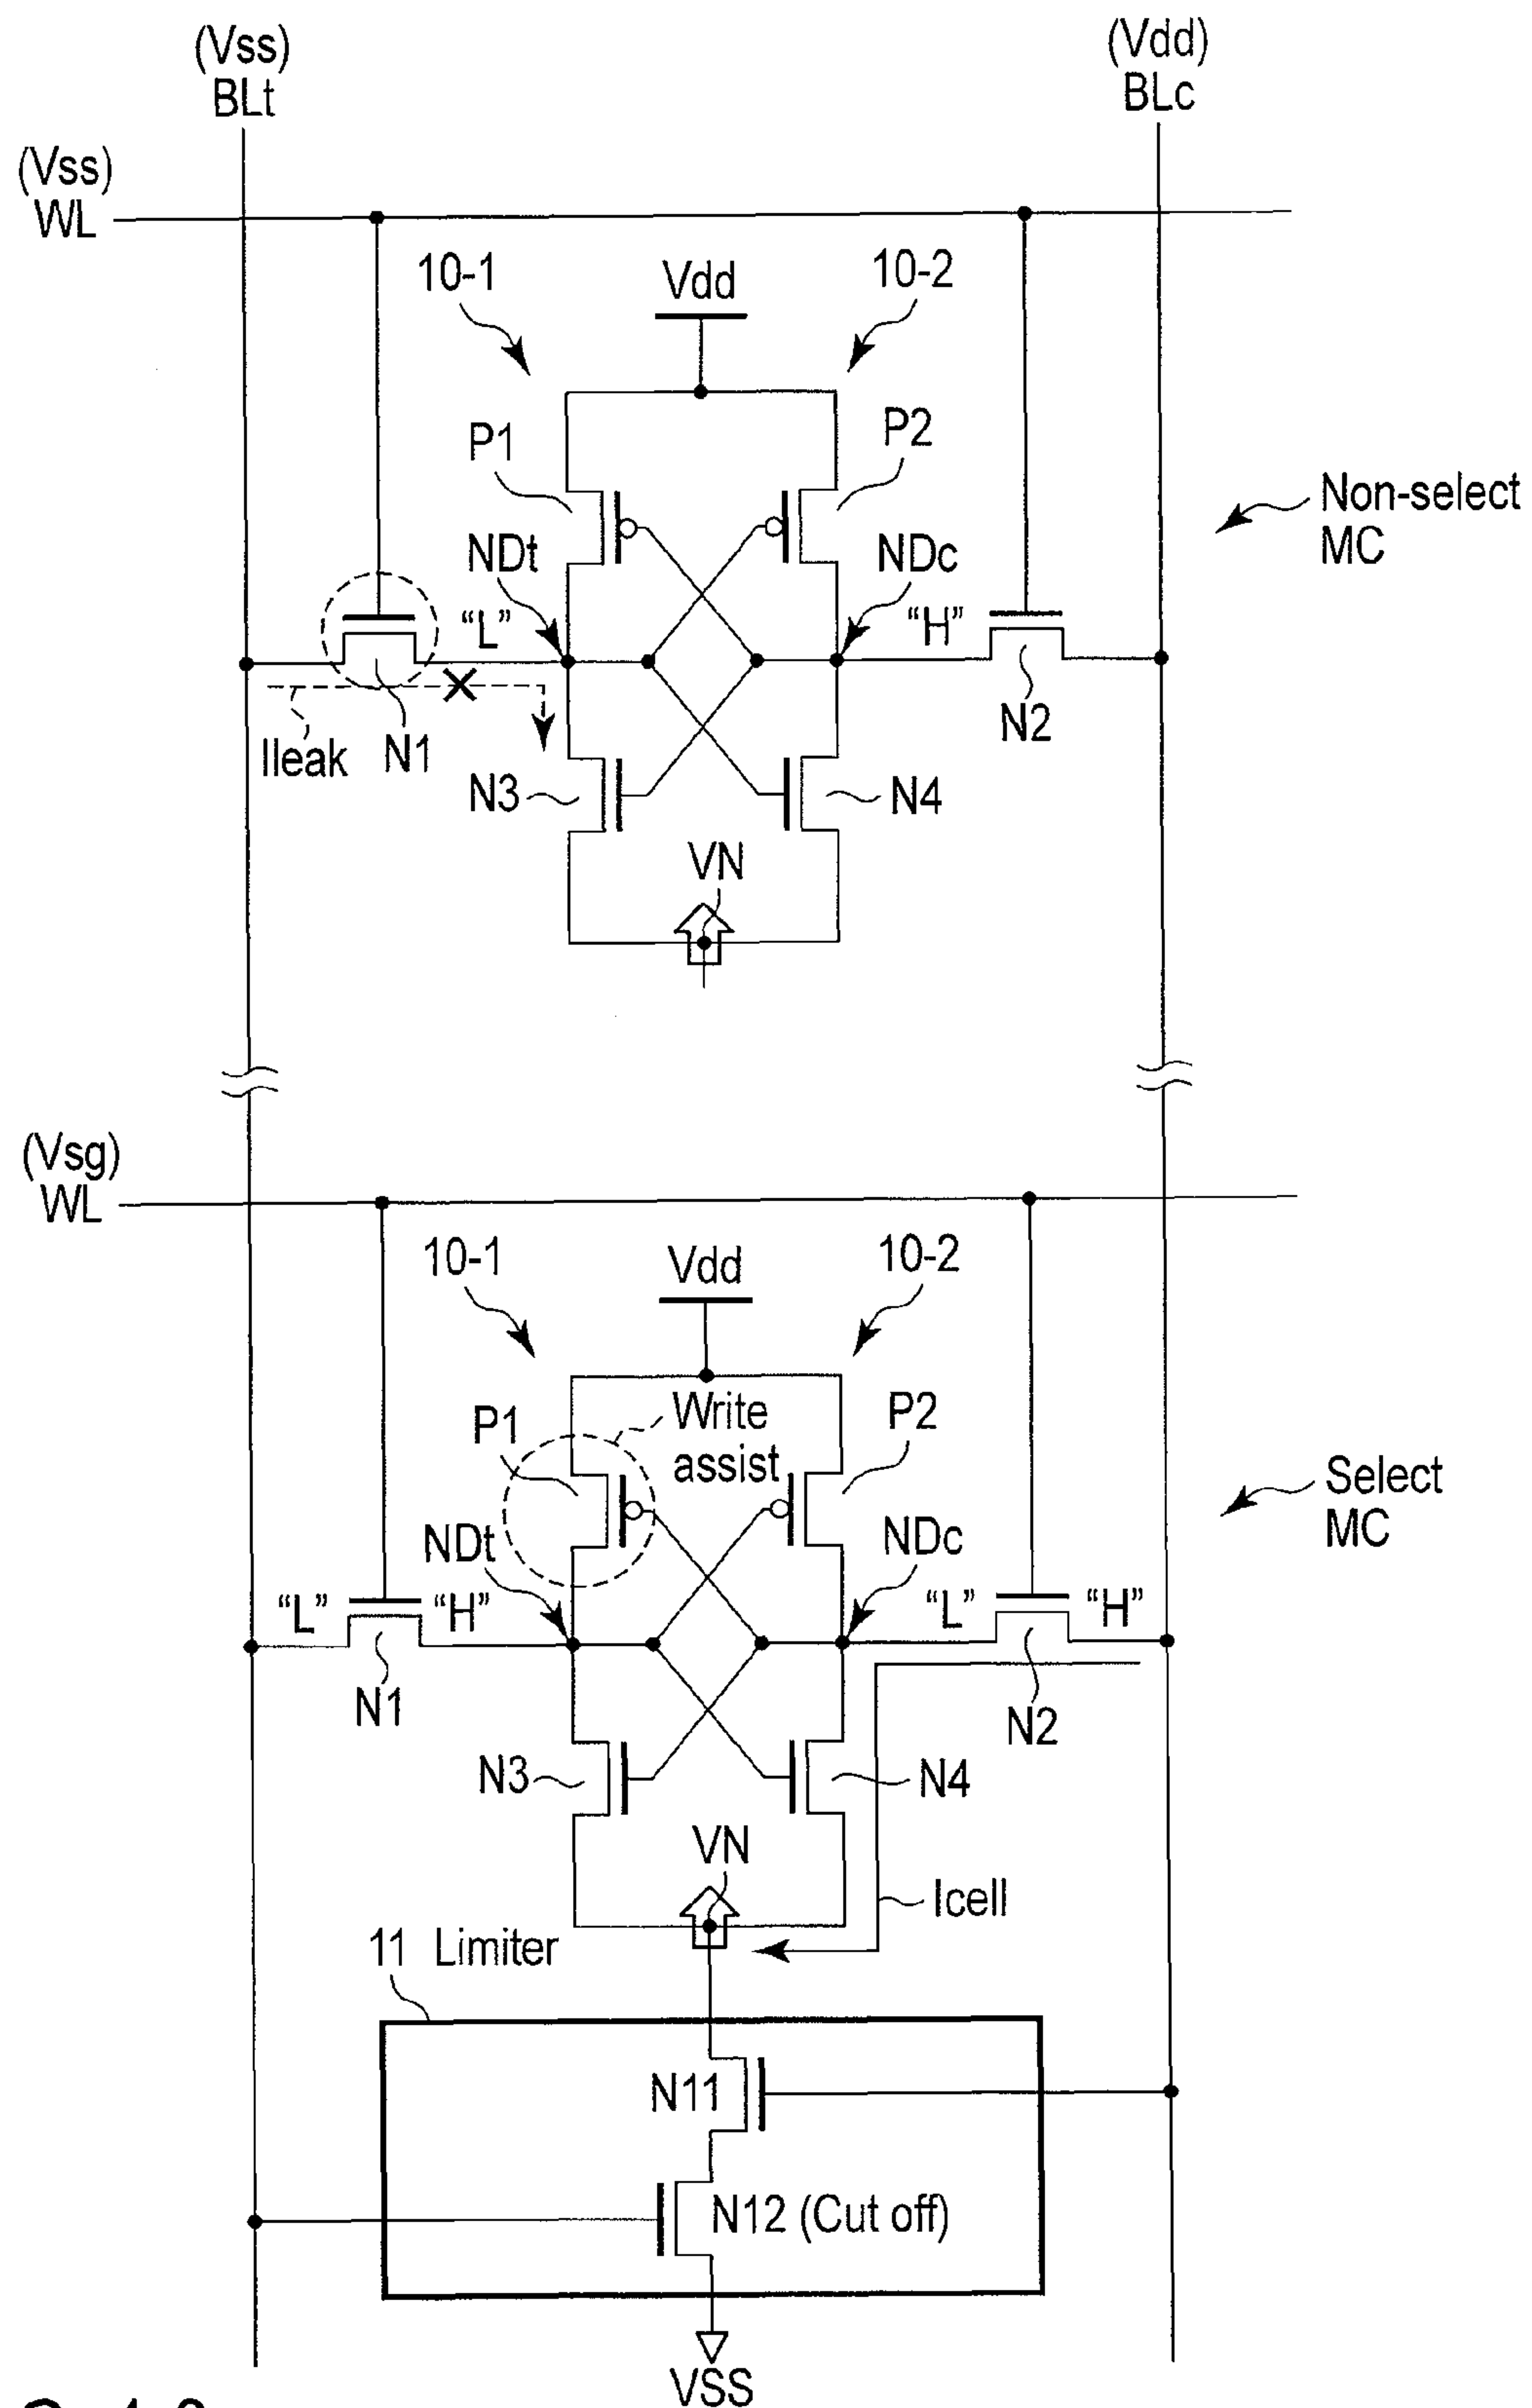 (Vss)
BLt
(Vdd)
BLc
(Vss)
WL
10-1
Vdd
10-2
P1
P2
Non-select
MC
NDt
NDc
"L"
"H"
Ileak
N1
N2
N3
N4
VN
(Vsg)
WL
10-1
Vdd
10-2
P1
Write
assist
P2
Select
MC
NDt
NDc
"L"
"H"
"L"
"H"
N1
N2
N3
N4
VN
Icell
11 Limiter
N11
N12 (Cut off)
VSS